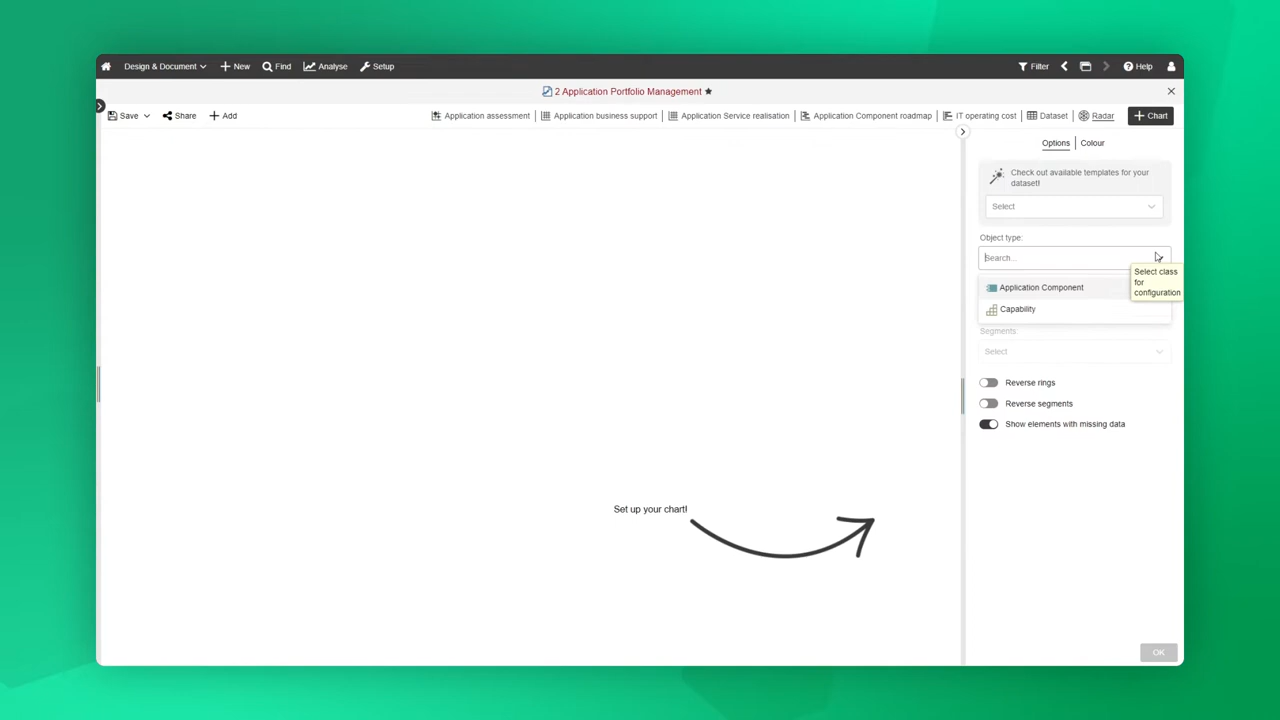 Design & Document
New
Find
Analyse
Setup
Filter
Help
2 Application Portfolio Management
Save
Share
Add
Application assessment
Application business support
Application Service realisation
Application Component roadmap
IT operating cost
Dataset
Radar
Chart
Options
Colour
Check out available templates for your
dataset!
Select
Object type:
Search...
Select class
for
configuration
Application Component
Capability
Segments:
Select
Reverse rings
Reverse segments
Show elements with missing data
Set up your chart!
OK